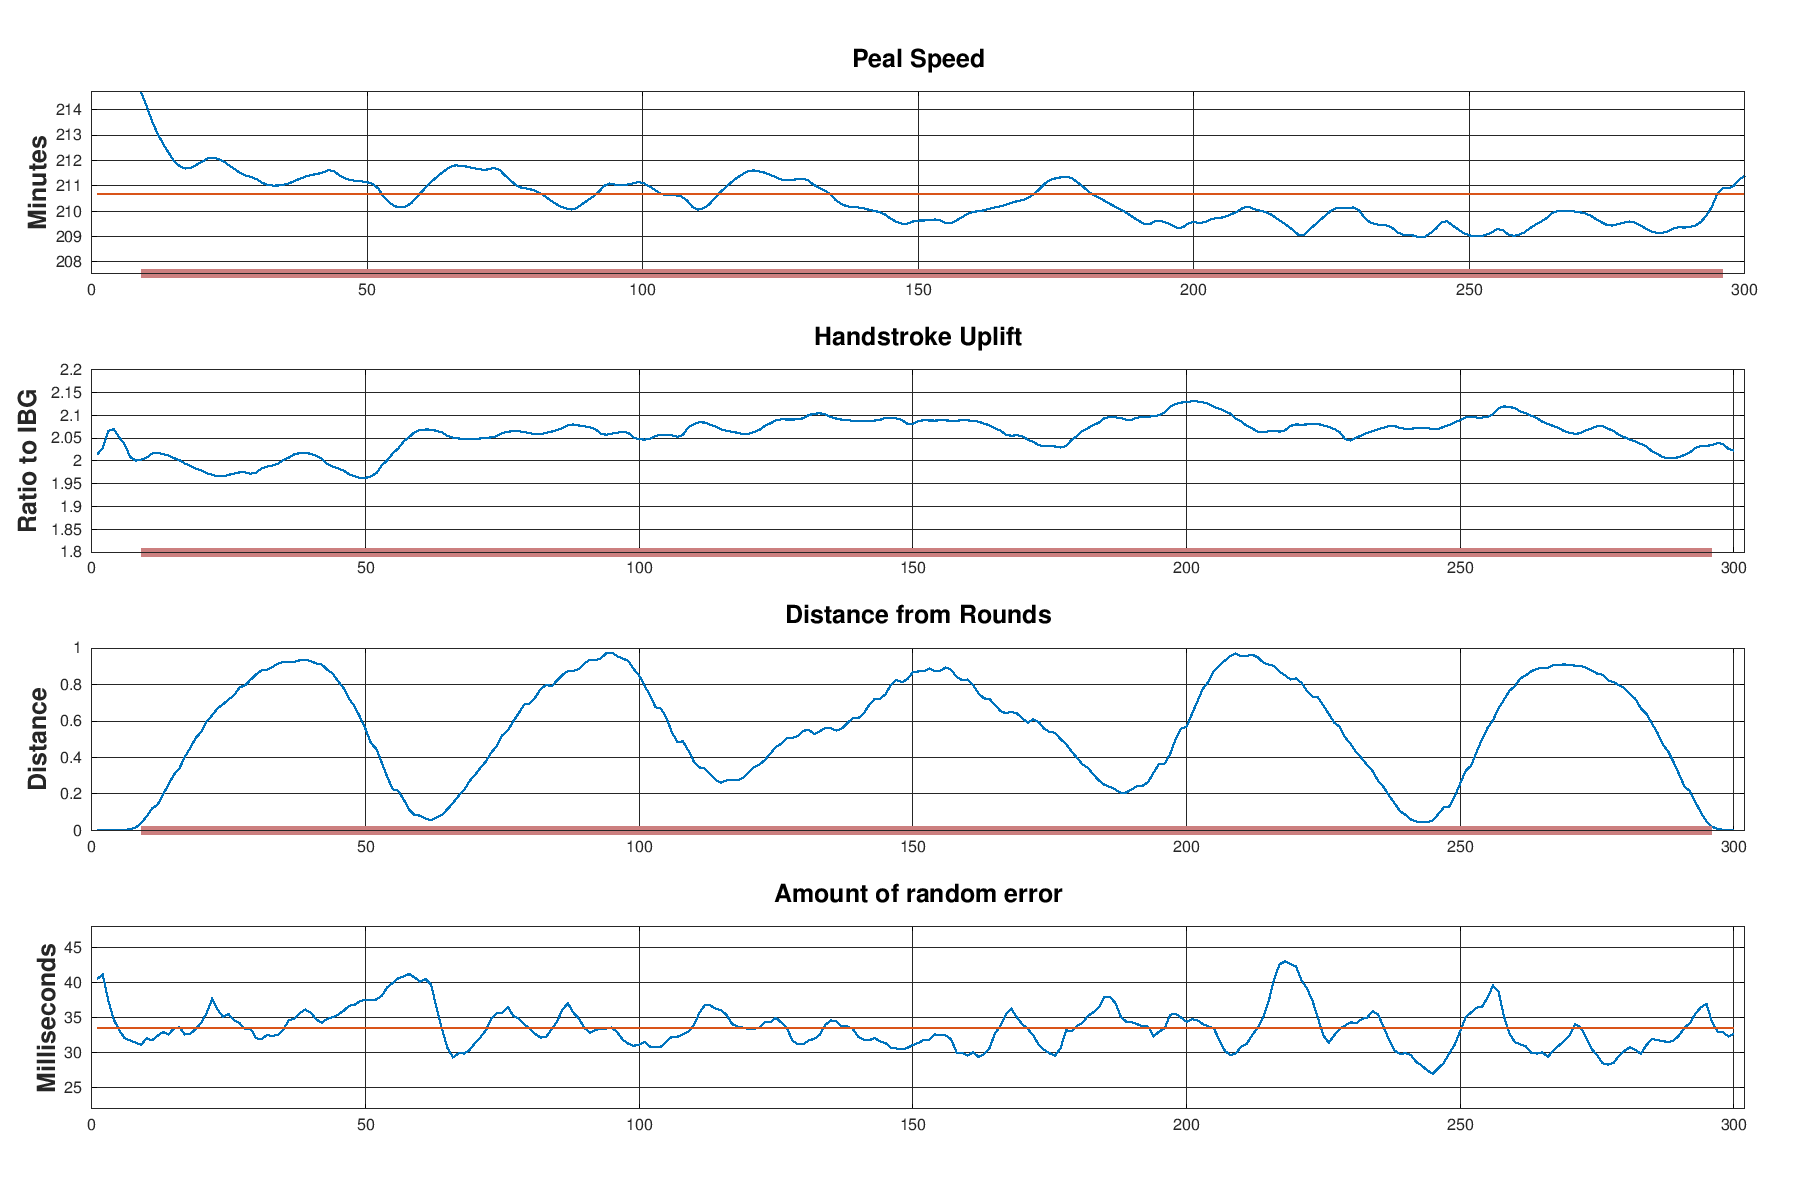 Peal Speed
Minutes
214
213
212
211
210
209
208
0 50 100 150 200 250 300
Handstroke Uplift
Ratio to IBG
2.2
2.15
2.1
2.05
2
1.95
1.9
1.85
1.8
0 50 100 150 200 250 300
Distance from Rounds
Distance
1
0.8
0.6
0.4
0.2
0
0 50 100 150 200 250 300
Amount of random error
Milliseconds
45
40
35
30
25
0 50 100 150 200 250 300